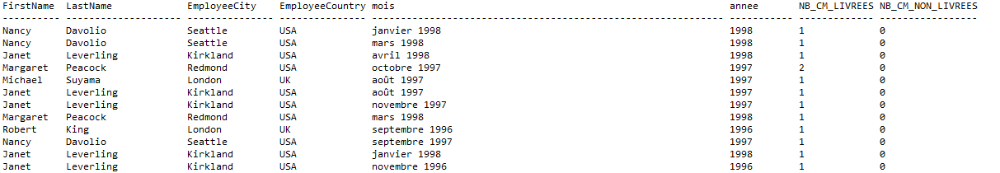 FirstName LastName EmployeeCity EmployeeCountry mois annee NB_CM_LIVREES NB_CM_NON_LIVREES
---------- -------------------- --------------- --------------- ------------------------------------------------------------- ----------- ------------- -----------------
Nancy Davolio Seattle USA janvier 1998 1998 1 0
Nancy Davolio Seattle USA mars 1998 1998 1 0
Janet Leverling Kirkland USA avril 1998 1998 1 0
Margaret Peacock Redmond USA octobre 1997 1997 2 0
Michael Suyama London UK août 1997 1997 1 0
Janet Leverling Kirkland USA août 1997 1997 1 0
Janet Leverling Kirkland USA novembre 1997 1997 1 0
Margaret Peacock Redmond USA mars 1998 1998 1 0
Robert King London UK septembre 1996 1996 1 0
Nancy Davolio Seattle USA septembre 1997 1997 1 0
Janet Leverling Kirkland USA janvier 1998 1998 1 0
Janet Leverling Kirkland USA novembre 1996 1996 1 0